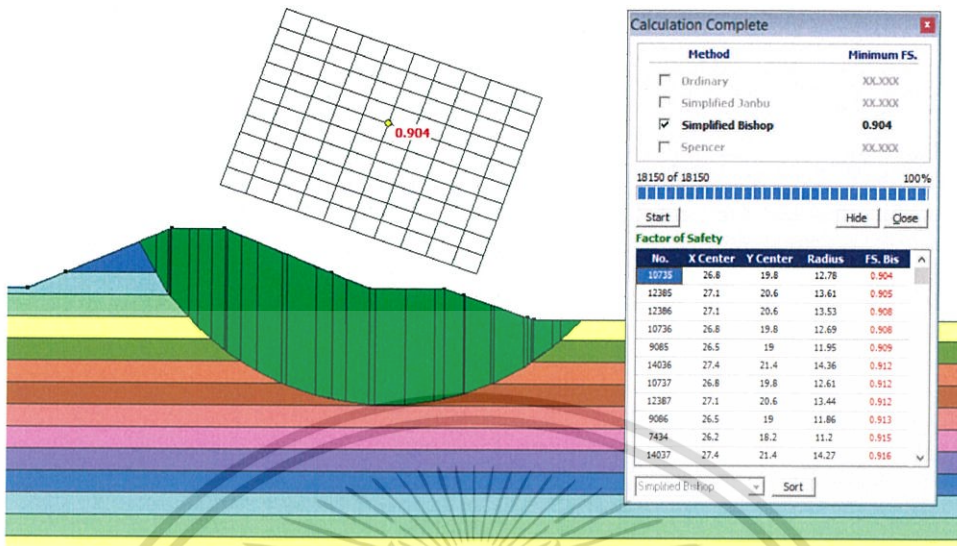 0.904
Calculation Complete
x
Method Minimum FS.
Ordinary XX.XXX
Simplified Janbu XX.XXX
Simplified Bishop 0.904
Spencer XX.XXX
18150 of 18150 100%
Start Hide Close
Factor of Safety
No. X Center Y Center Radius FS. Bis
10735 26.8 19.8 12.78 0.904
12385 27.1 20.6 13.61 0.905
12386 27.1 20.6 13.53 0.908
10736 26.8 19.8 12.69 0.908
9085 26.5 19 11.95 0.909
14036 27.4 21.4 14.36 0.912
10737 26.8 19.8 12.61 0.912
12387 27.1 20.6 13.44 0.912
9086 26.5 19 11.86 0.913
7434 26.2 18.2 11.2 0.915
14037 27.4 21.4 14.27 0.916
Simplified Bishop Sort